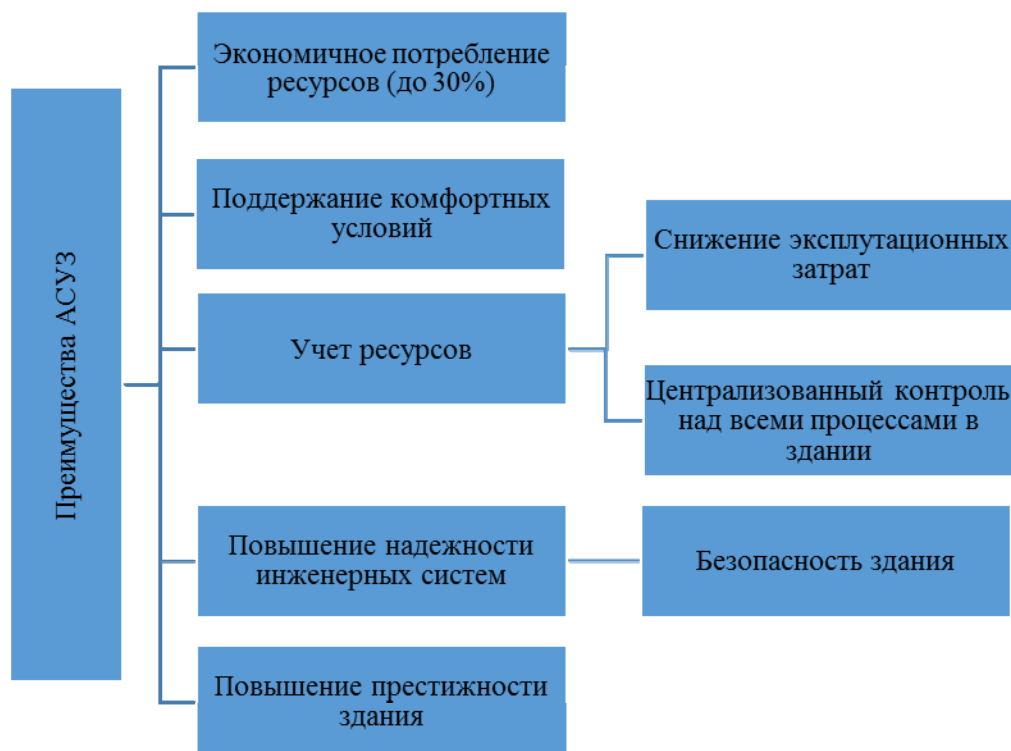 Преимущества АСУЗ
Экономичное потребление
ресурсов (до 30%)
Поддержание комфортных
условий
Учет ресурсов
Снижение эксплутационных
затрат
Централизованный контроль
над всеми процессами в
здании
Повышение надежности
инженерных систем
Безопасность здания
Повышение престижности
здания